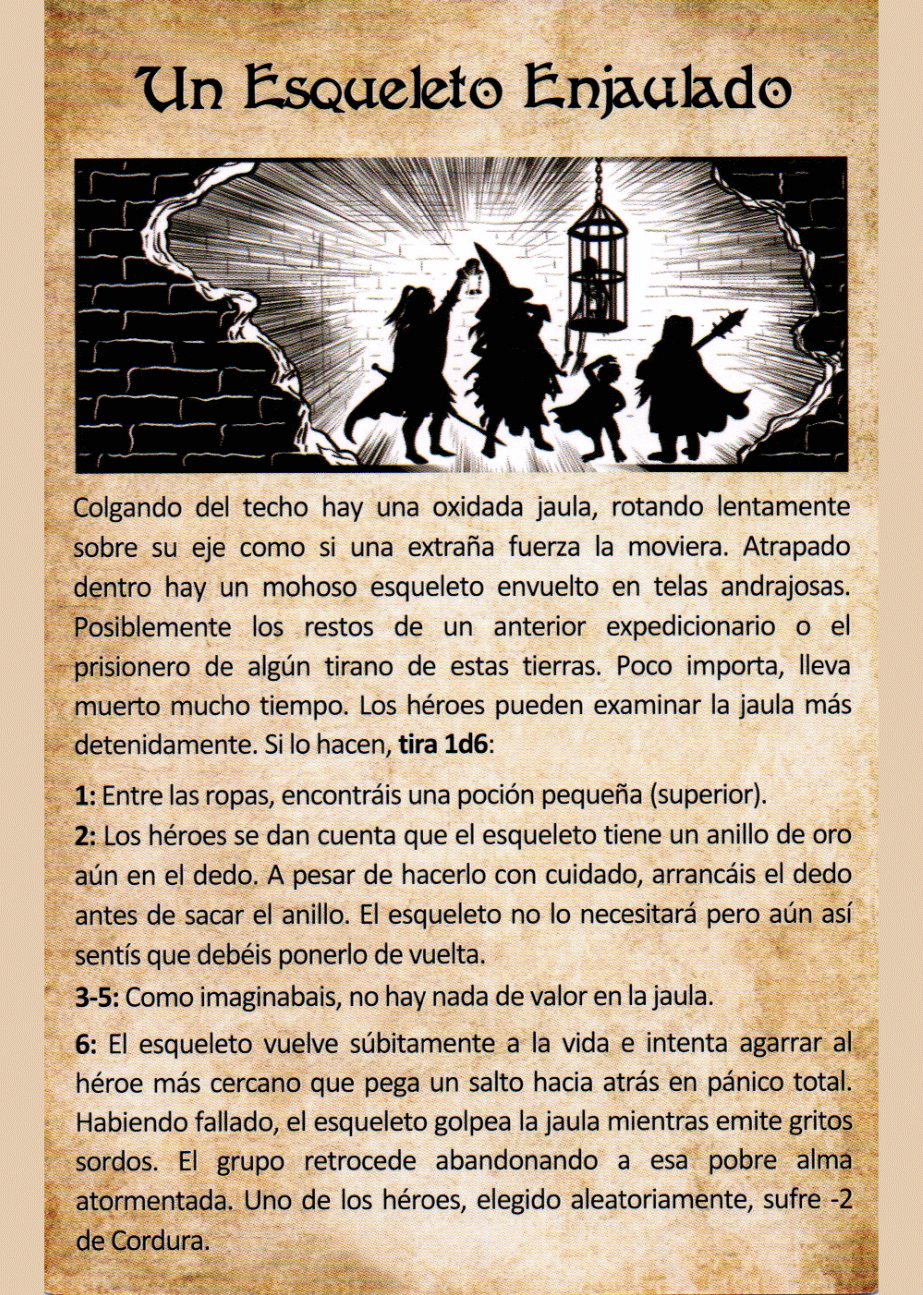 Un Esqueleto Enjaulado
Colgando del techo hay una oxidada jaula, rotando lentamente
sobre su eje como si una extraña fuerza la moviera. Atrapado
dentro hay un mohoso esqueleto envuelto en telas andrajosas.
Posiblemente los restos de un anterior expedicionario o el
prisionero de algún tirano de estas tierras. Poco importa, lleva
muerto mucho tiempo. Los héroes pueden examinar la jaula más
detenidamente. Si lo hacen, tira 1d6:
1: Entre las ropas, encontráis una poción pequeña (superior).
2: Los héroes se dan cuenta que el esqueleto tiene un anillo de oro
aún en el dedo. A pesar de hacerlo con cuidado, arrancáis el dedo
antes de sacar el anillo. El esqueleto no lo necesitará pero aún así
sentís que debéis ponerlo de vuelta.
3-5: Como imaginabais, no hay nada de valor en la jaula.
6: El esqueleto vuelve súbitamente a la vida e intenta agarrar al
héroe más cercano que pega un salto hacia atrás en pánico total.
Habiendo fallado, el esqueleto golpea la jaula mientras emite gritos
sordos. El grupo retrocede abandonando a esa pobre alma
atormentada. Uno de los héroes, elegido aleatoriamente, sufre -2
de Cordura.